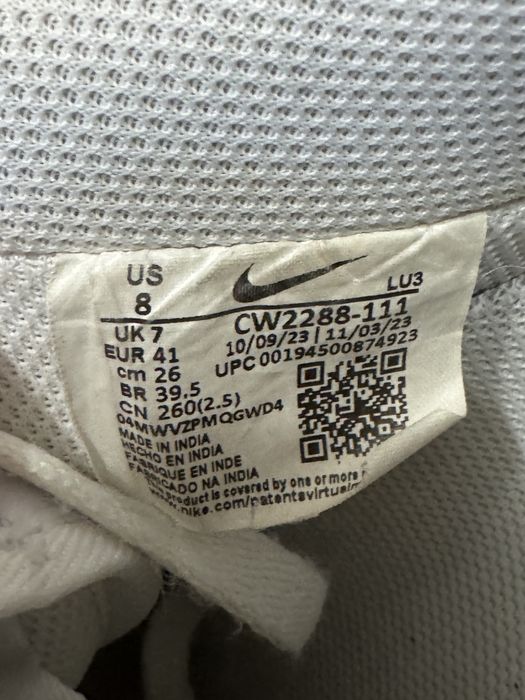 US
8
LU3
CW2288-111
UK 7
10/09/23 | 11/03/23
EUR 41
UPC 00194500874923
cm 26
BR 39.5
CN 260(2.5)
04MWVZPMQGWD4
MADE IN INDIA
HECHO EN INDIA
FABRIQUE EN INDE
FABRICADO NA INDIA
product is covered by one or more
.nike.com/patentsvirtual